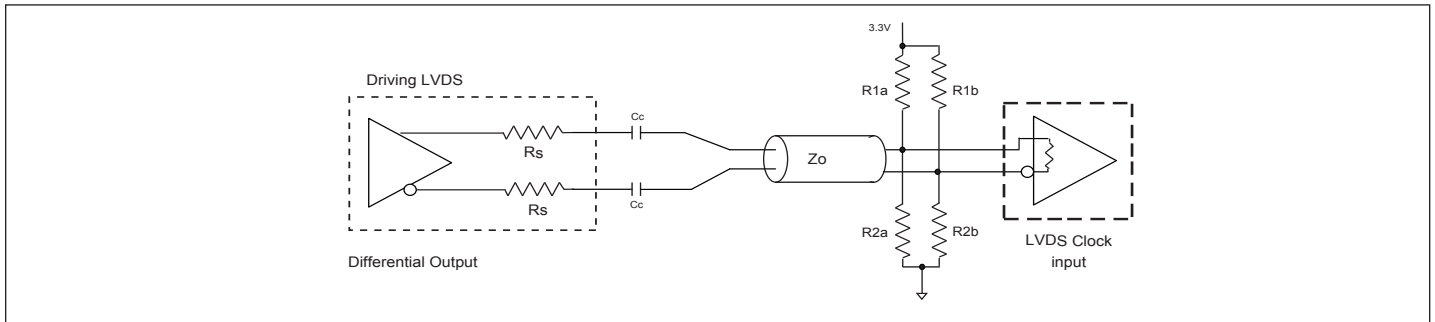 3.3V
Driving LVDS
R1a
R1b
Cc
Rs
Zo
Rs
Cc
R2a
R2b
LVDS Clock
input
Differential Output